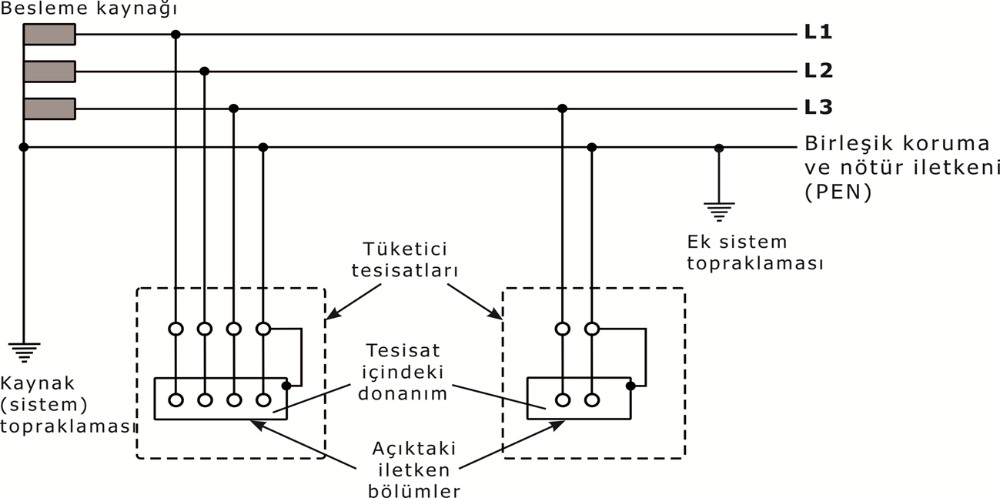 Besleme kaynağı
L1
L2
L3
Birleşik koruma
ve nötür iletkeni
(PEN)
Ek sistem
topraklaması
Tüketici
tesisatları
Tesisat
içindeki
donanım
Kaynak
(sistem)
topraklaması
Açıktaki
iletken
bölümler